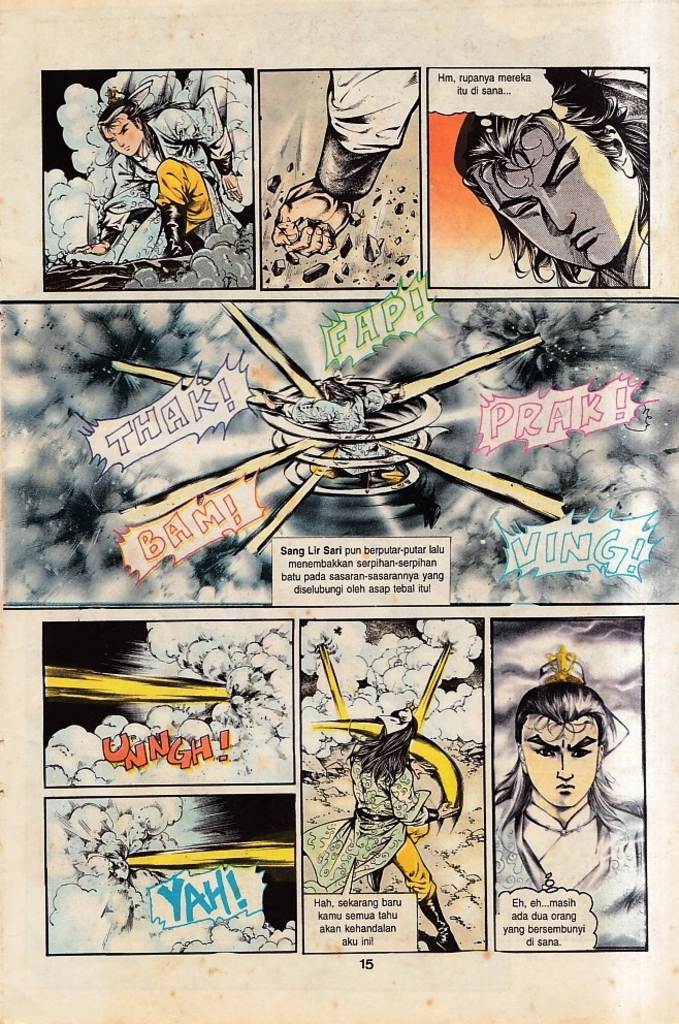 Hm, rupanya mereka
itu di sana...
FAP!
THAK!
PRAK!
BAM!
VING!
Sang Lir Sari pun berputar-putar lalu
menembakkan serpihan-serpihan
batu pada sasaran-sasarannya yang
diselubungi oleh asap tebal itu!
UNNGH!
YAH!
Hah, sekarang baru
kamu semua tahu
akan kehandalan
aku ini!
Eh, eh...masih
ada dua orang
yang bersembunyi
di sana.
15